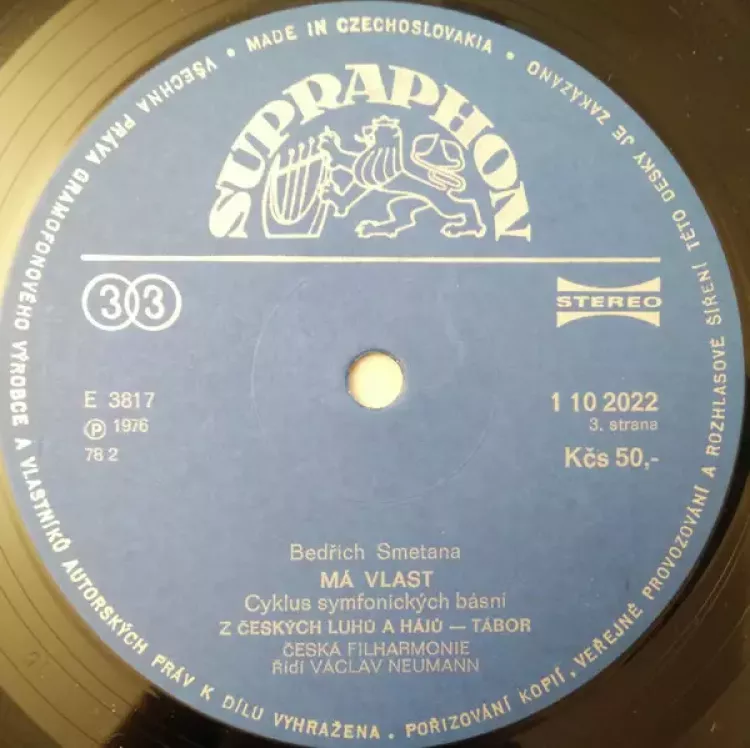 VŠECHNA PRÁVA GRAMOFONOVÉHO VÝROBCE A VLASTNÍKŮ AUTORSKÝCH PRÁV K DÍLU VYHRAŽENA • POŘIZOVÁNÍ KOPIÍ, VEŘEJNÉ PROVOZOVÁNÍ A ROZHLASOVÉ ŠÍŘENÍ TÉTO DESKY JE ZAKÁZÁNO • MADE IN CZECHOSLOVAKIA •
SUPRAPHON
33
STEREO
E 3817
1 10 2022
Ⓟ 1976
3. strana
78 2
Kčs 50,-
Bedřich Smetana
MÁ VLAST
Cyklus symfonických básní
Z ČESKÝCH LUHŮ A HÁJŮ — TÁBOR
ČESKÁ FILHARMONIE
Řídí VÁCLAV NEUMANN